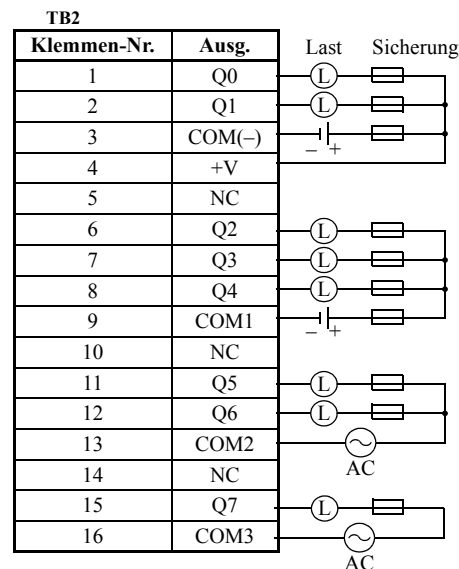 TB2
Klemmen-Nr. Ausg. Last Sicherung
1 Q0 L
2 Q1 L
3 COM(–) – +
4 +V
5 NC
6 Q2 L
7 Q3 L
8 Q4 L
9 COM1 – +
10 NC
11 Q5 L
12 Q6 L
13 COM2
AC
14 NC
15 Q7 L
16 COM3
AC